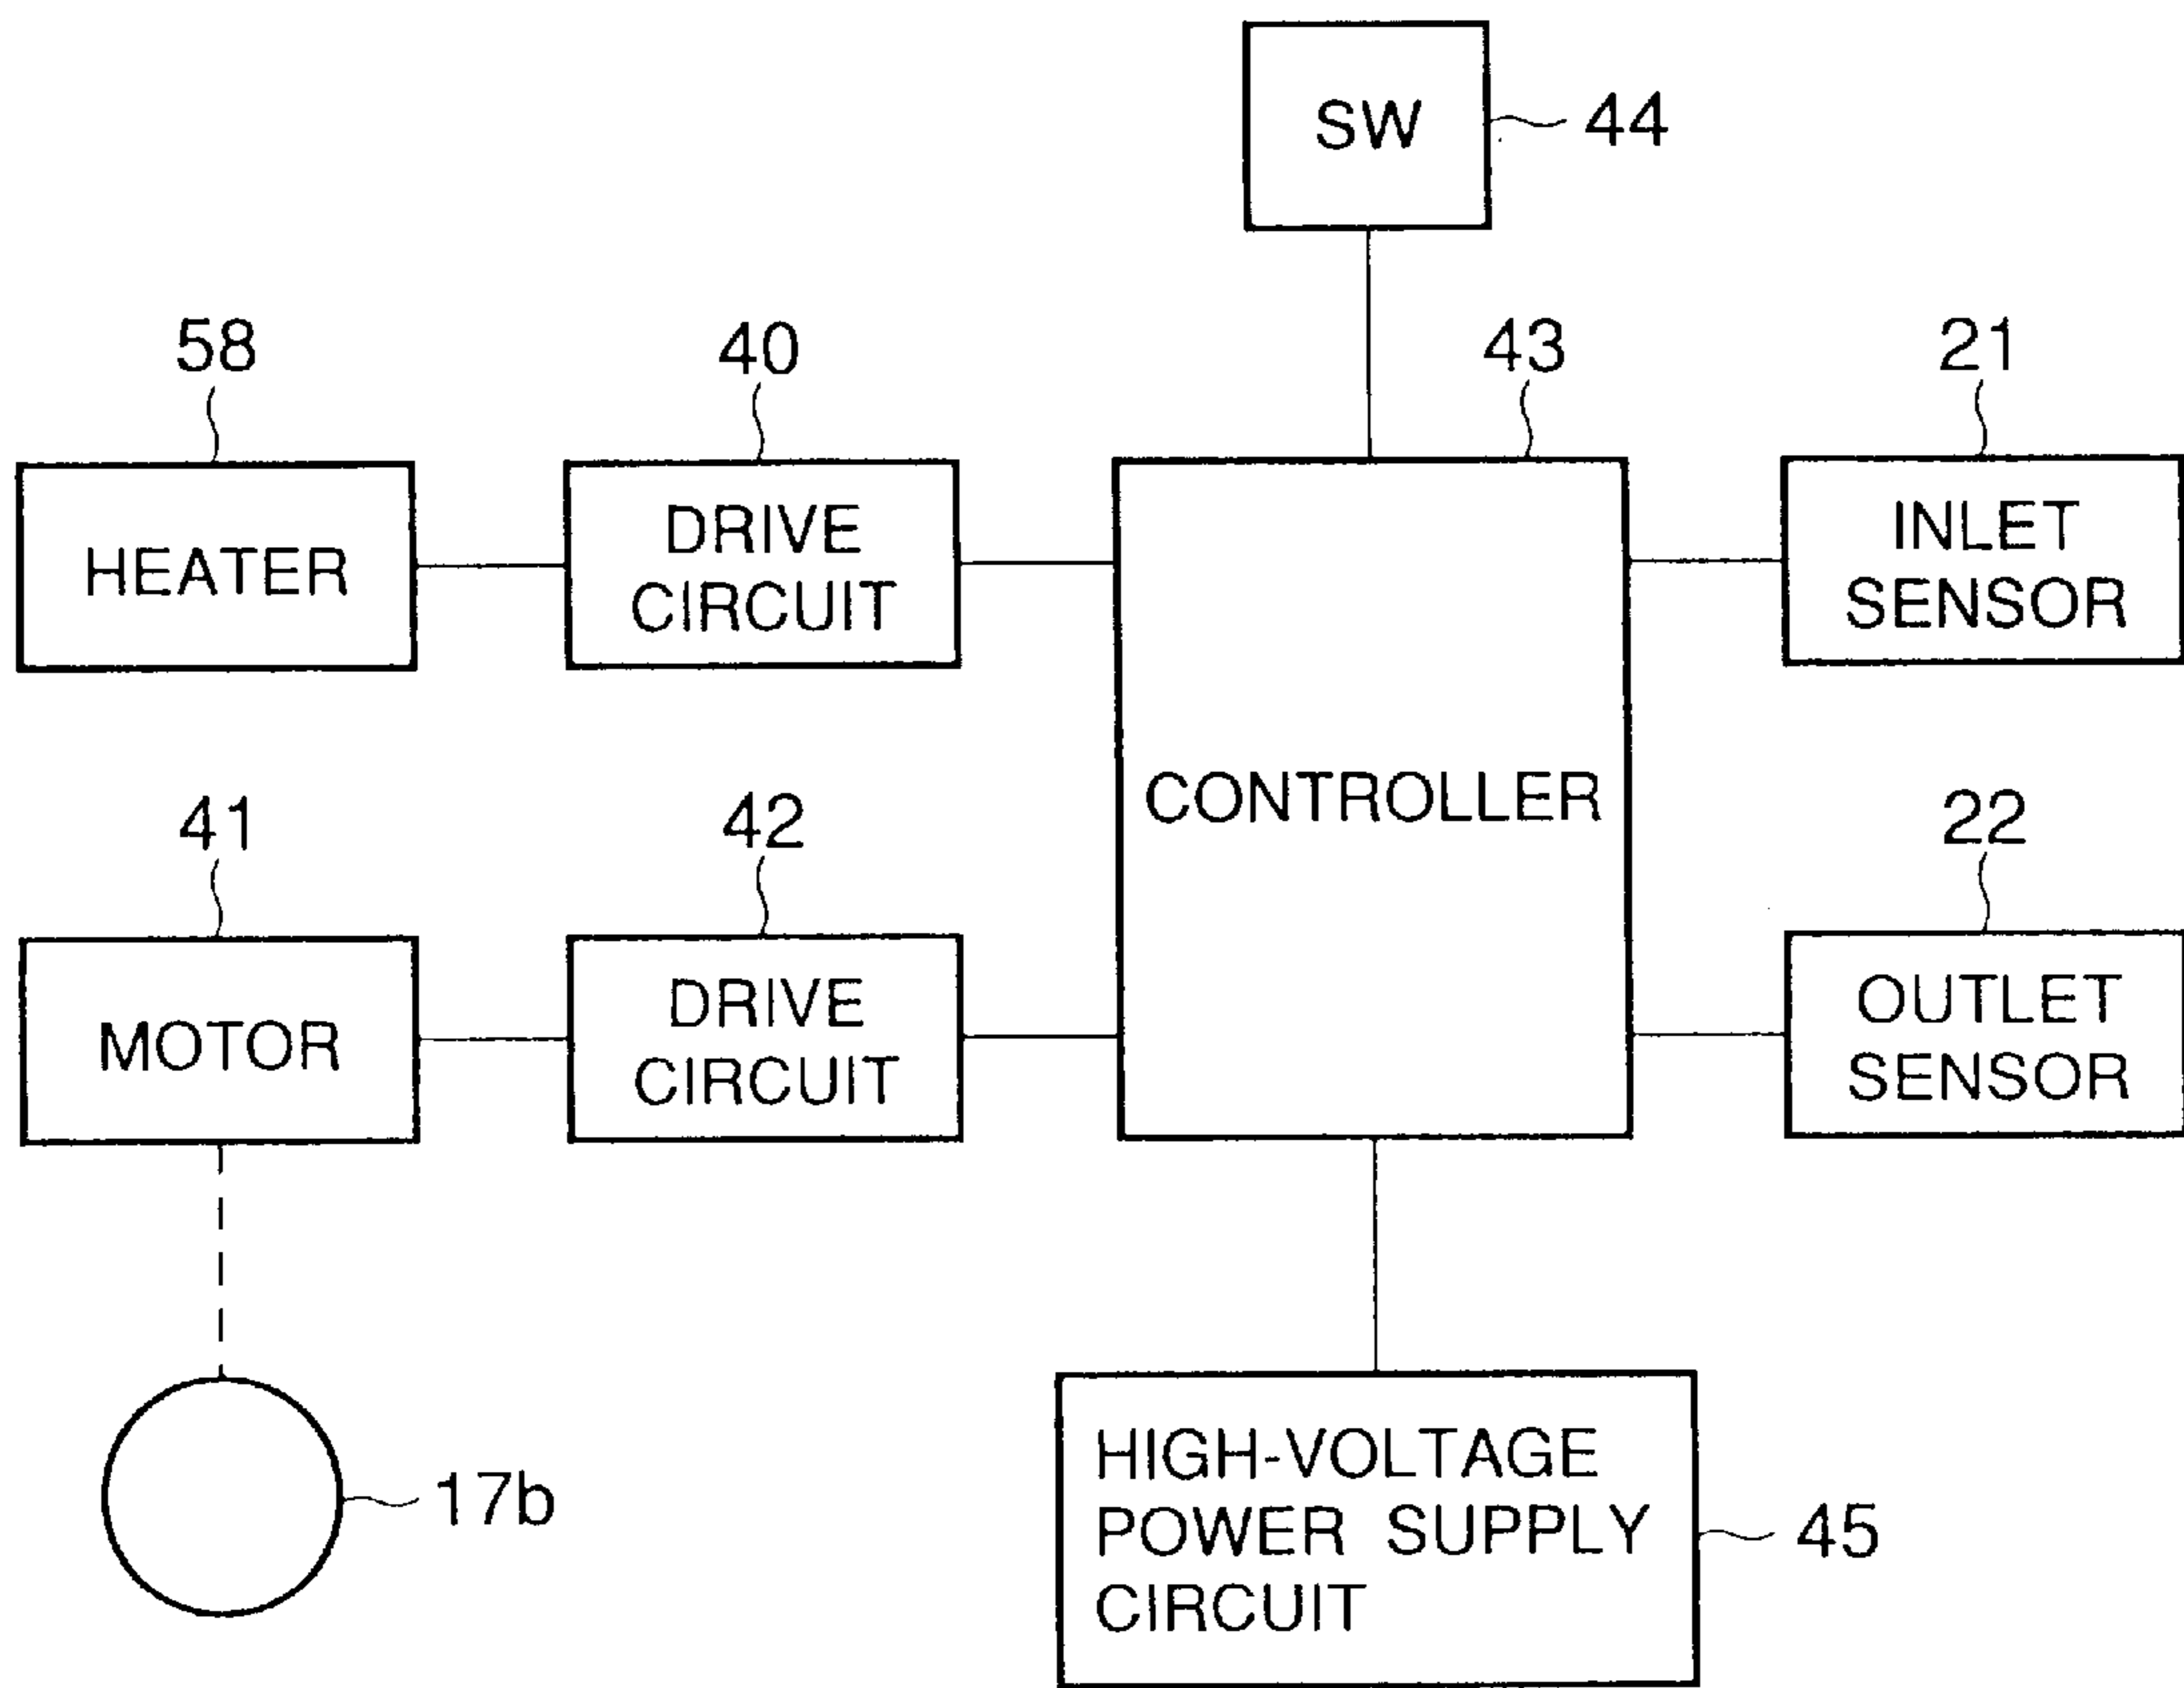 SW
44
58
40
43
21
HEATER
DRIVE
CIRCUIT
INLET
SENSOR
CONTROLLER
41
42
22
MOTOR
DRIVE
CIRCUIT
OUTLET
SENSOR
17b
HIGH-VOLTAGE
POWER SUPPLY
CIRCUIT
45